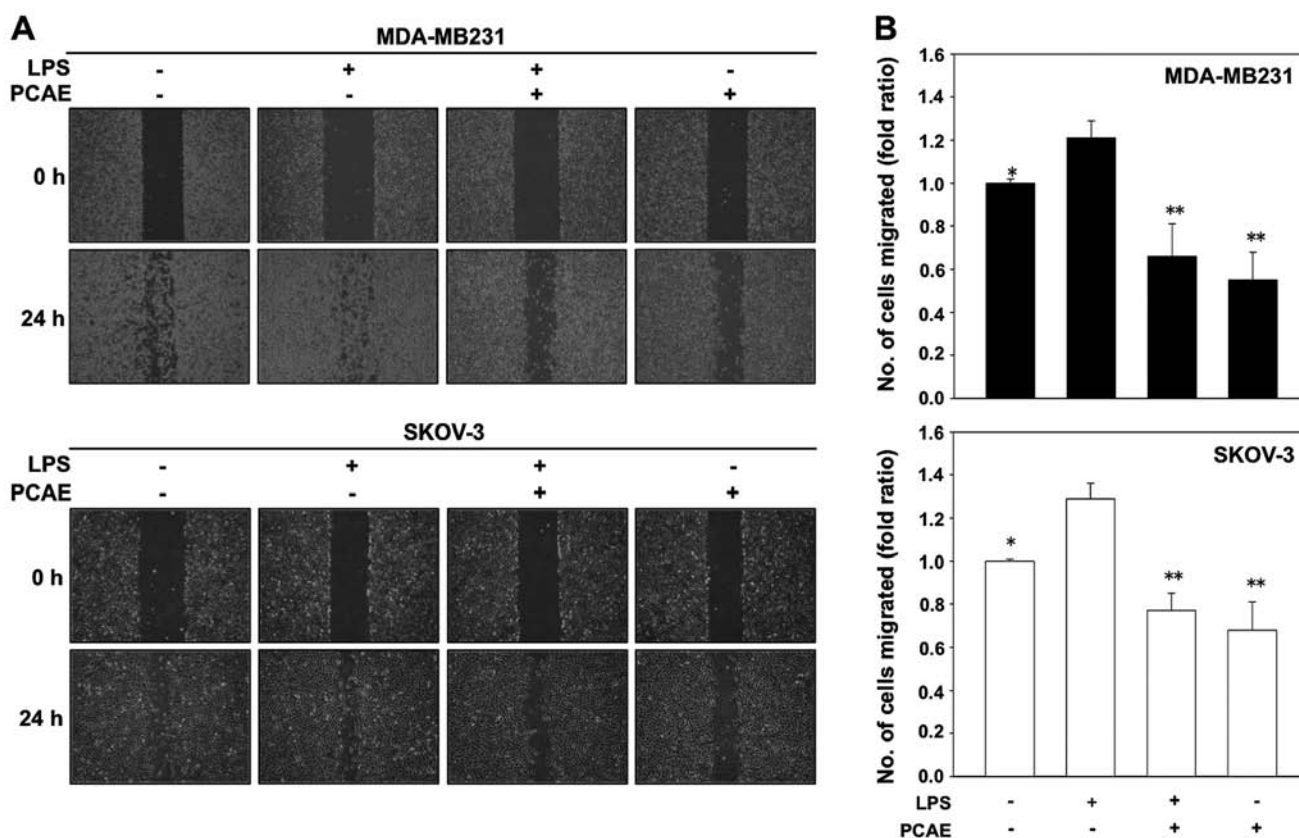 A
MDA-MB231
LPS - + + -
PCAE - - + +
0 h
24 h
SKOV-3
LPS - + + -
PCAE - - + +
0 h
24 h
B
MDA-MB231
No. of cells migrated (fold ratio)
1.6
1.4
1.2
1.0
0.8
0.6
0.4
0.2
0.0
*
**
**
SKOV-3
No. of cells migrated (fold ratio)
1.6
1.4
1.2
1.0
0.8
0.6
0.4
0.2
0.0
*
**
**
LPS - + + -
PCAE - - + +